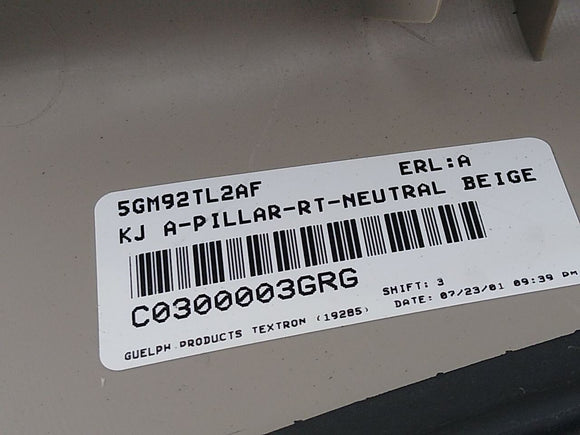 5GM92TL2AF ERL:A
KJ A-PILLAR-RT-NEUTRAL BEIGE
C0300003GRG SHIFT: 3
GUELPH PRODUCTS TEXTRON (19285) DATE: 07/23/01 09:39 PM